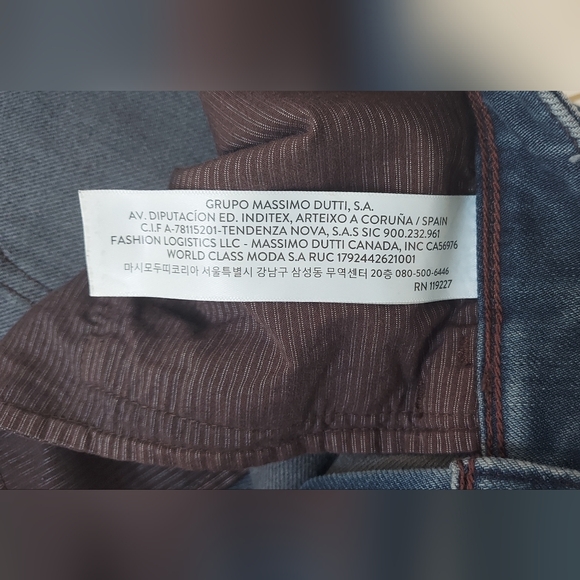 GRUPO MASSIMO DUTTI, S.A.
AV. DIPUTACÍON ED. INDITEX, ARTEIXO A CORUÑA / SPAIN
C.I.F A-78115201-TENDENZA NOVA, S.A.S SIC 900.232.961
FASHION LOGISTICS LLC - MASSIMO DUTTI CANADA, INC CA56976
WORLD CLASS MODA S.A RUC 1792442621001
마시모두띠코리아 서울특별시 강남구 삼성동 무역센터 20층 080-500-6446
RN 119227